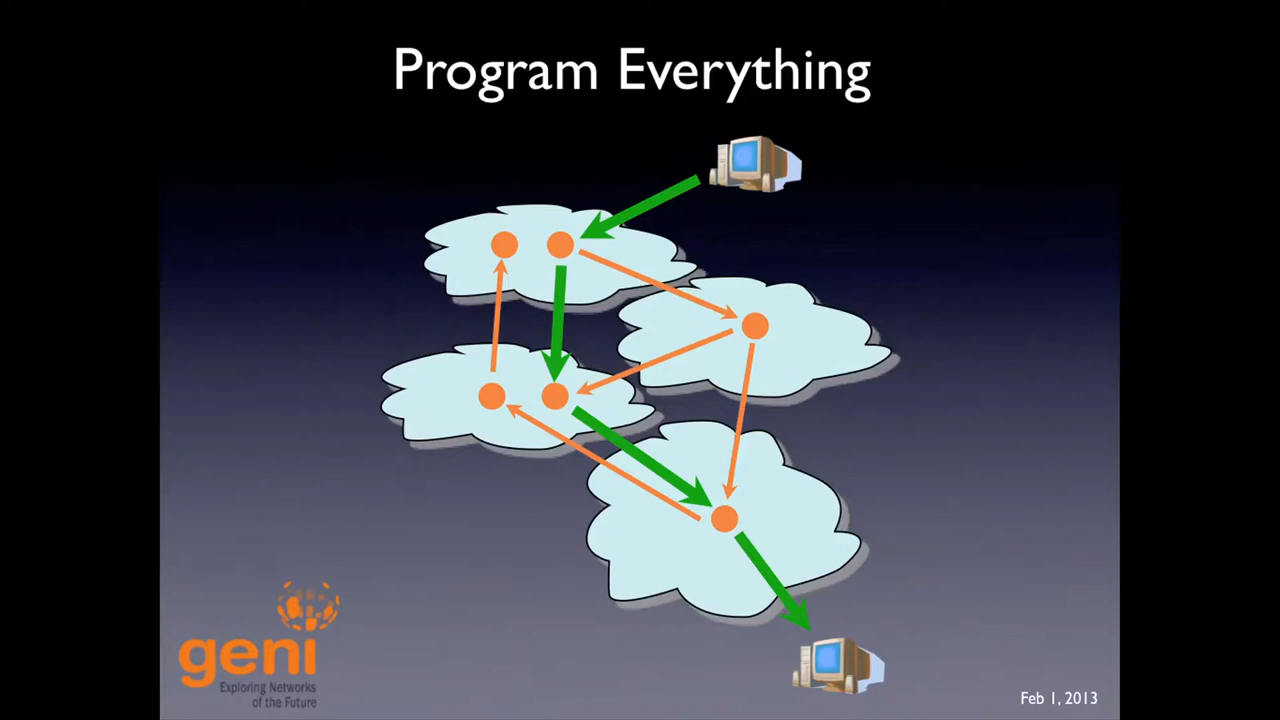 Program Everything
geni
Exploring Networks
of the Future
Feb 1, 2013